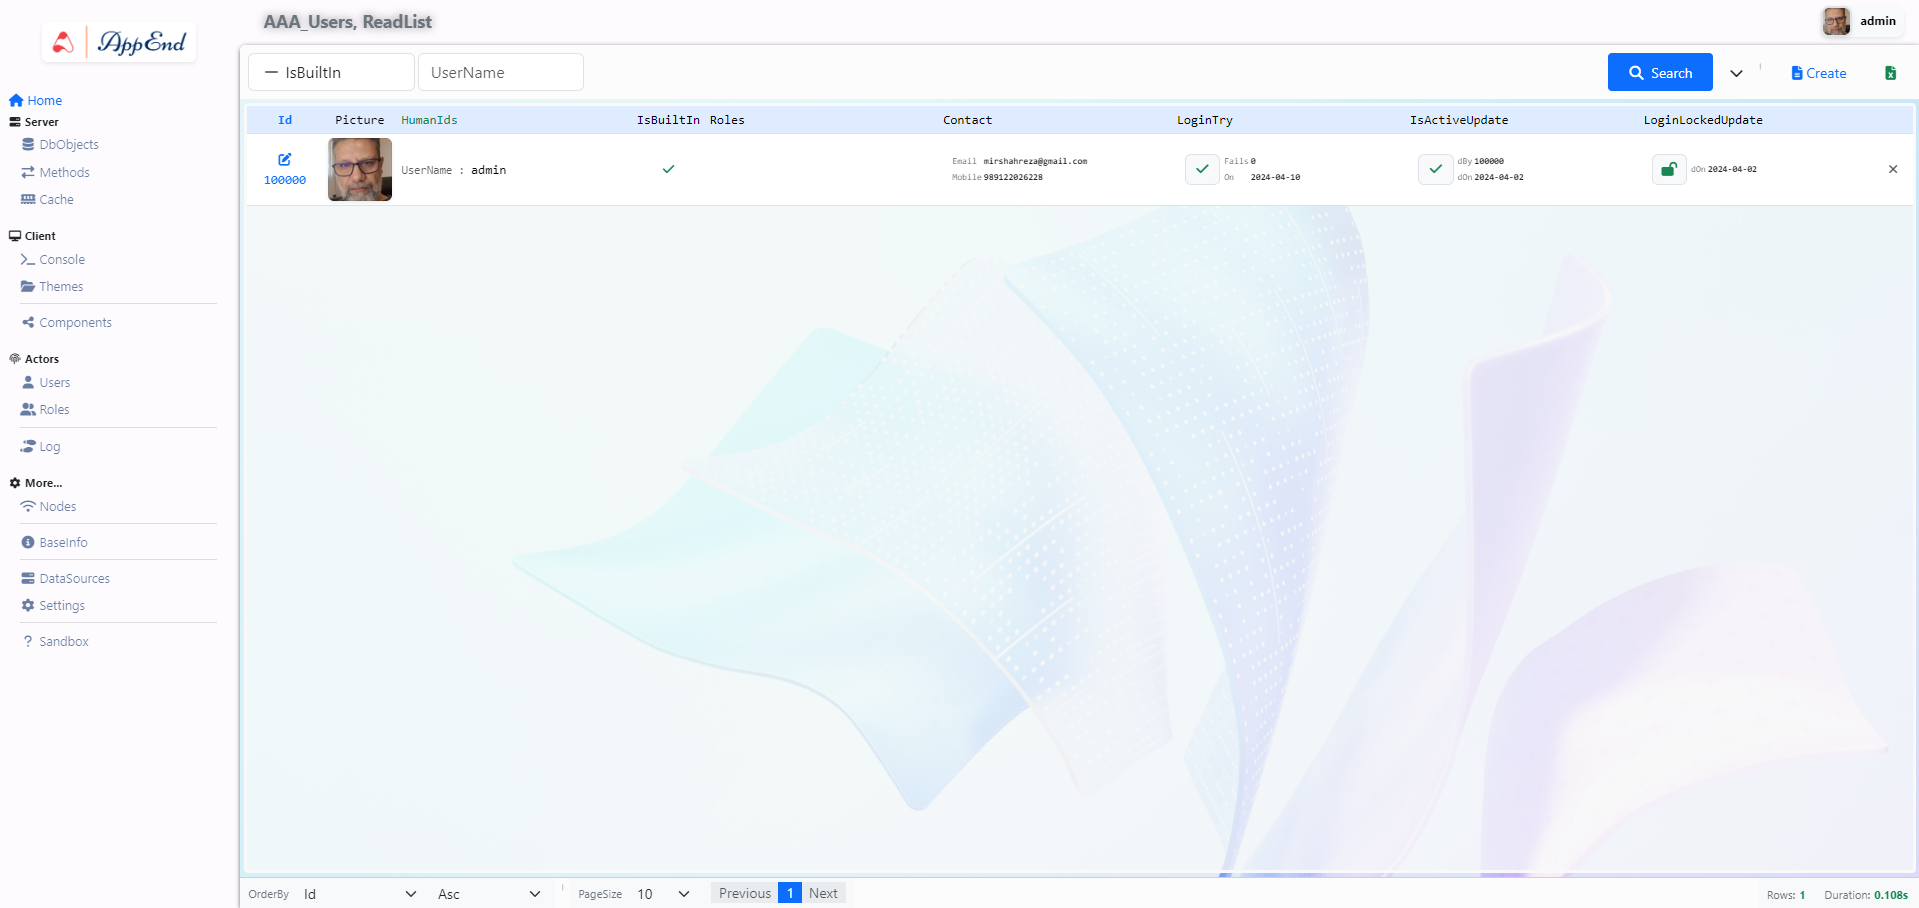 AppEnd
AAA_Users, ReadList
admin
Home
Server
DbObjects
Methods
Cache
Client
Console
Themes
Components
Actors
Users
Roles
Log
More...
Nodes
BaseInfo
DataSources
Settings
? Sandbox
IsBuiltIn UserName Search Create
Id Picture HumanIds IsBuiltIn Roles Contact LoginTry IsActiveUpdate LoginLockedUpdate
100000
UserName : admin
Email mirshahreza@gmail.com
Mobile 989122026228
Fails 0
On 2024-04-10
dBy 100000
dOn 2024-04-02
dOn 2024-04-02
OrderBy Id Asc PageSize 10 Previous 1 Next Rows: 1 Duration: 0.108s